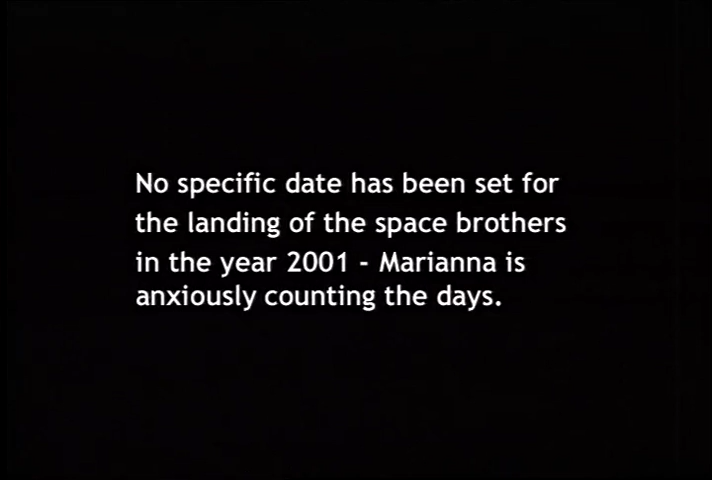 No specific date has been set for
the landing of the space brothers
in the year 2001 - Marianna is
anxiously counting the days.